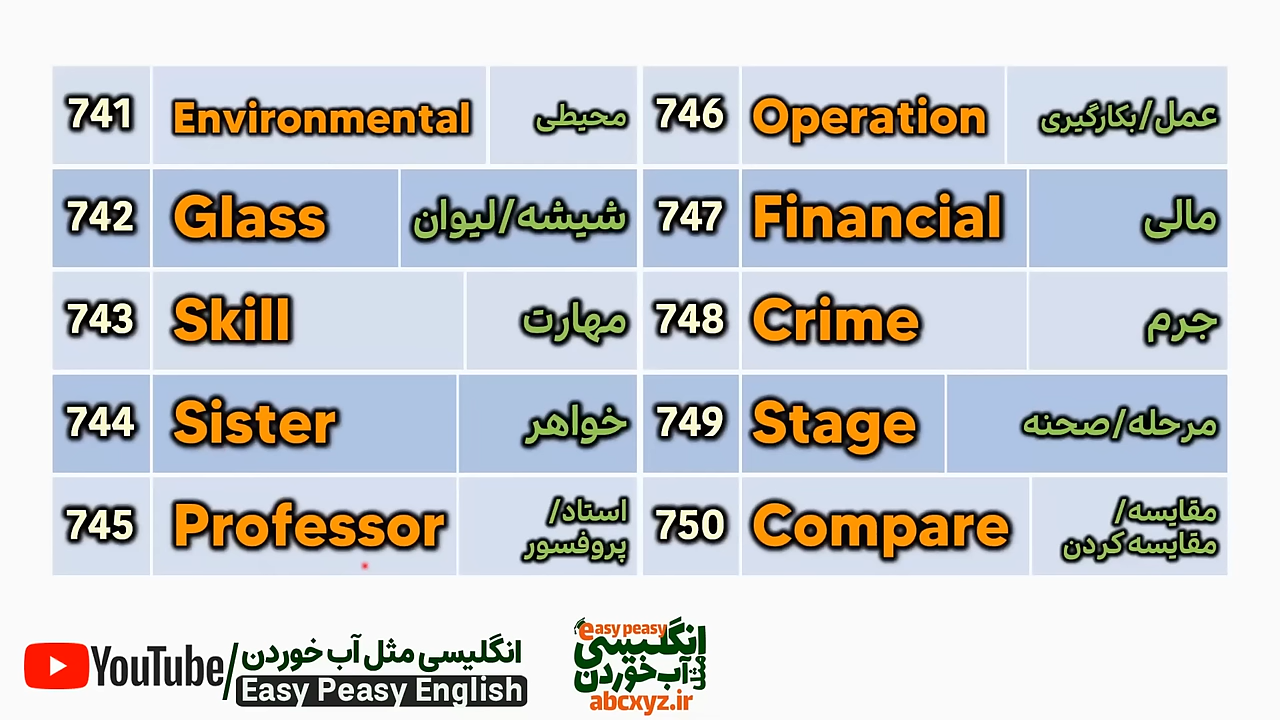 741 Environmental محیطی
742 Glass شیشه/لیوان
743 Skill مهارت
744 Sister خواهر
745 Professor استاد/
پروفسور
746 Operation عمل/بکارگیری
747 Financial مالی
748 Crime جرم
749 Stage مرحله/صحنه
750 Compare مقایسه/
مقایسه کردن
YouTube/انگلیسی مثل آب خوردن
Easy Peasy English
easy peasy
انگلیسی
مثل آب خوردن
abcxyz.ir